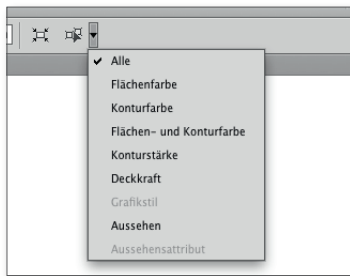 Alle
Flächenfarbe
Konturfarbe
Flächen- und Konturfarbe
Konturstärke
Deckkraft
Grafikstil
Aussehen
Aussehensattribut